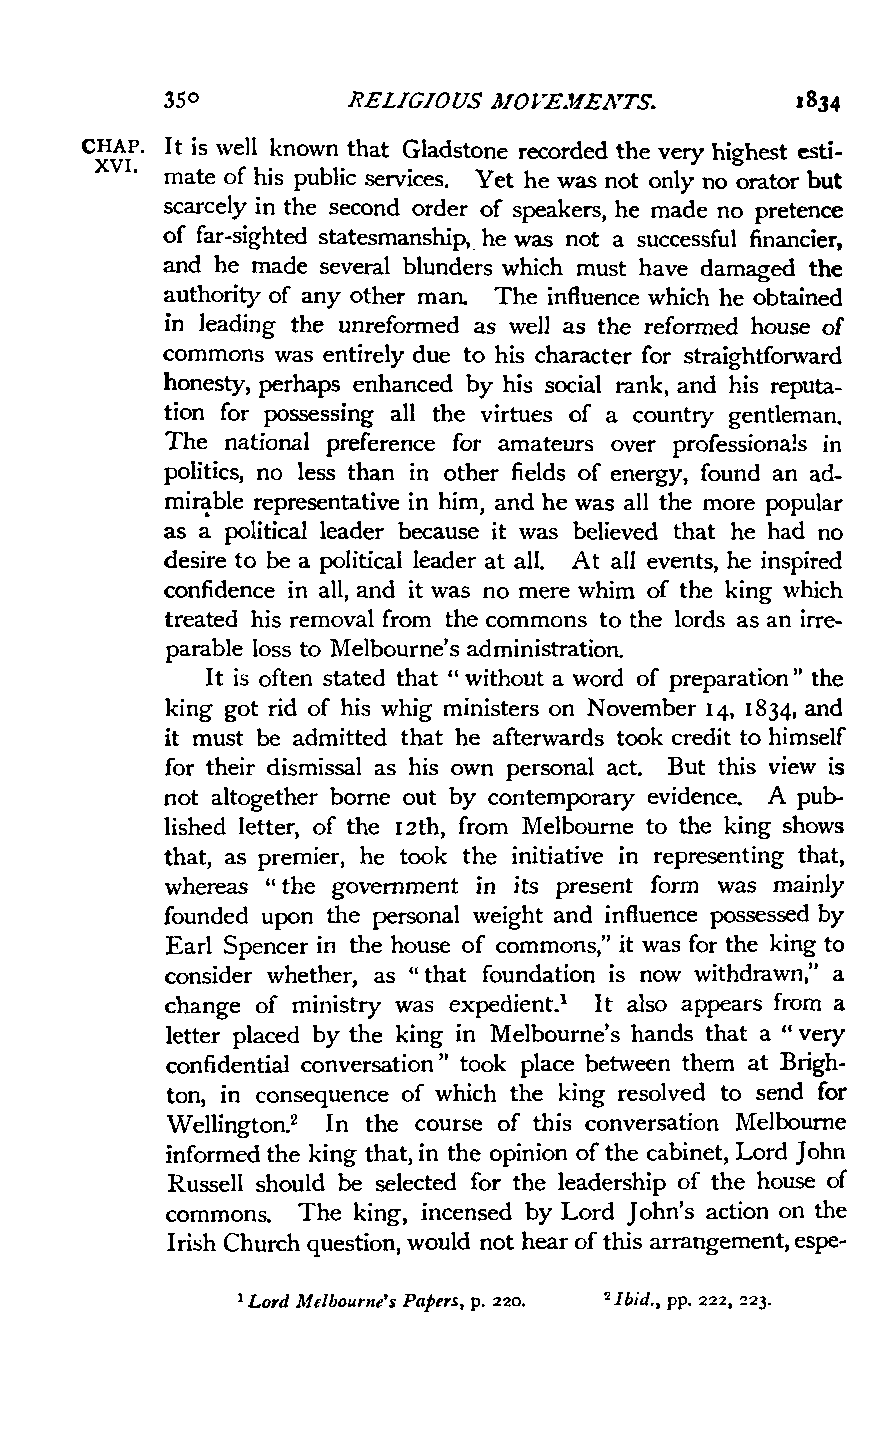 350 RELIGIOUS MOVEMENTS. 1834
CHAP. XVI.
It is well known that Gladstone recorded the very highest esti-
mate of his public services. Yet he was not only no orator but
scarcely in the second order of speakers, he made no pretence
of far-sighted statesmanship, he was not a successful financier,
and he made several blunders which must have damaged the
authority of any other man. The influence which he obtained
in leading the unreformed as well as the reformed house of
commons was entirely due to his character for straightforward
honesty, perhaps enhanced by his social rank, and his reputa-
tion for possessing all the virtues of a country gentleman.
The national preference for amateurs over professionals in
politics, no less than in other fields of energy, found an ad-
mirable representative in him, and he was all the more popular
as a political leader because it was believed that he had no
desire to be a political leader at all. At all events, he inspired
confidence in all, and it was no mere whim of the king which
treated his removal from the commons to the lords as an irre-
parable loss to Melbourne's administration.
It is often stated that "without a word of preparation" the
king got rid of his whig ministers on November 14, 1834, and
it must be admitted that he afterwards took credit to himself
for their dismissal as his own personal act. But this view is
not altogether borne out by contemporary evidence. A pub-
lished letter, of the 12th, from Melbourne to the king shows
that, as premier, he took the initiative in representing that,
whereas "the government in its present form was mainly
founded upon the personal weight and influence possessed by
Earl Spencer in the house of commons," it was for the king to
consider whether, as "that foundation is now withdrawn," a
change of ministry was expedient.¹ It also appears from a
letter placed by the king in Melbourne's hands that a "very
confidential conversation" took place between them at Brigh-
ton, in consequence of which the king resolved to send for
Wellington.² In the course of this conversation Melbourne
informed the king that, in the opinion of the cabinet, Lord John
Russell should be selected for the leadership of the house of
commons. The king, incensed by Lord John's action on the
Irish Church question, would not hear of this arrangement, espe-
¹ Lord Melbourne's Papers, p. 220. ² Ibid., pp. 222, 223.